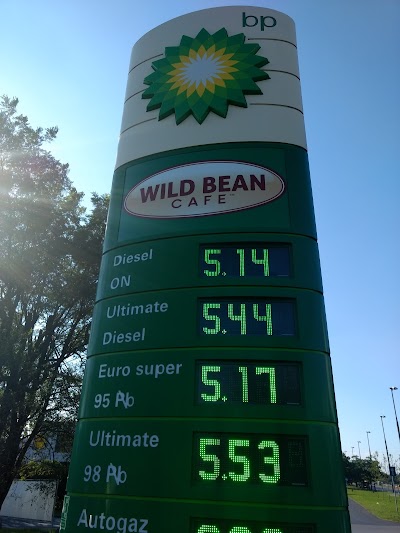 bp
WILD BEAN
CAFE
Diesel
ON
5.14
Ultimate
Diesel
5.44
Euro super
95 Pb
5.17
Ultimate
98 Pb
5.53
Autogaz